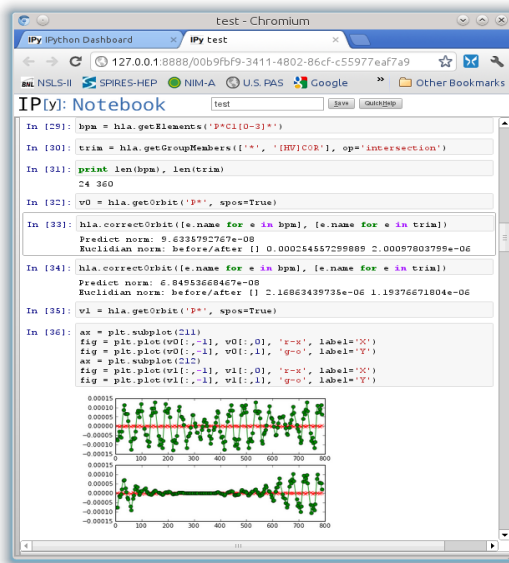 test - Chromium
IPy IPython Dashboard × IPy test ×
127.0.0.1:8888/00b9fbf9-3411-4802-86cf-c55977eaf7a9
BNL NSLS-II SPIRES-HEP NIM-A U.S. PAS Google » Other Bookmarks
IP[y]: Notebook test Save QuickHelp
In [29]: bpm = hla.getElements('P*C1[0-3]*')
In [30]: trim = hla.getGroupMembers(['*', '[HV]COR'], op='intersection')
In [31]: print len(bpm), len(trim)
24 360
In [32]: v0 = hla.getOrbit('P*', spos=True)
In [33]: hla.correctOrbit([e.name for e in bpm], [e.name for e in trim])
Predict norm: 9.6335792767e-08
Euclidian norm: before/after [] 0.000254557299889 2.00097803799e-06
In [34]: hla.correctOrbit([e.name for e in bpm], [e.name for e in trim])
Predict norm: 6.84953668467e-08
Euclidian norm: before/after [] 2.16863439735e-06 1.19376671804e-06
In [35]: v1 = hla.getOrbit('P*', spos=True)
In [36]: ax = plt.subplot(211)
fig = plt.plot(v0[:,-1], v0[:,0], 'r-x', label='X')
fig = plt.plot(v0[:,-1], v0[:,1], 'g-o', label='Y')
ax = plt.subplot(212)
fig = plt.plot(v1[:,-1], v1[:,0], 'r-x', label='X')
fig = plt.plot(v1[:,-1], v1[:,1], 'g-o', label='Y')
0.00015
0.00010
0.00005
0.00000
−0.00005
−0.00010
−0.00015
0 100 200 300 400 500 600 700 800
0.00015
0.00010
0.00005
0.00000
−0.00005
−0.00010
−0.00015
0 100 200 300 400 500 600 700 800